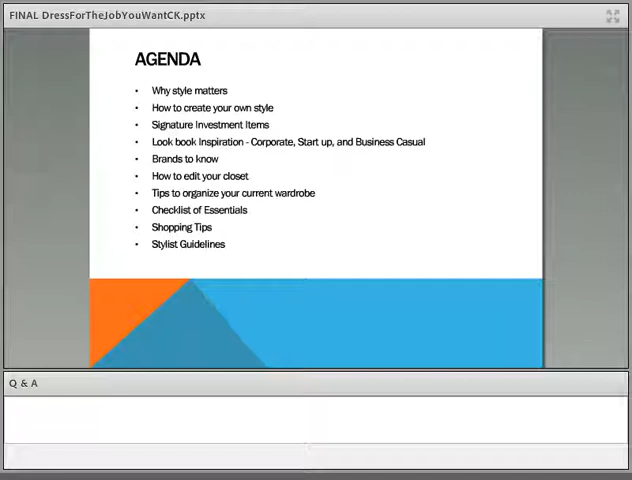 FINAL DressForTheJobYouWantCK.pptx
AGENDA
• Why style matters
• How to create your own style
• Signature Investment Items
• Look book Inspiration - Corporate, Start up, and Business Casual
• Brands to know
• How to edit your closet
• Tips to organize your current wardrobe
• Checklist of Essentials
• Shopping Tips
• Stylist Guidelines
Q & A